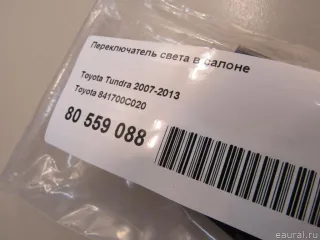 Переключатель света в салоне
Toyota Tundra 2007-2013
Toyota 841700C020
80 559 088
eaural.ru